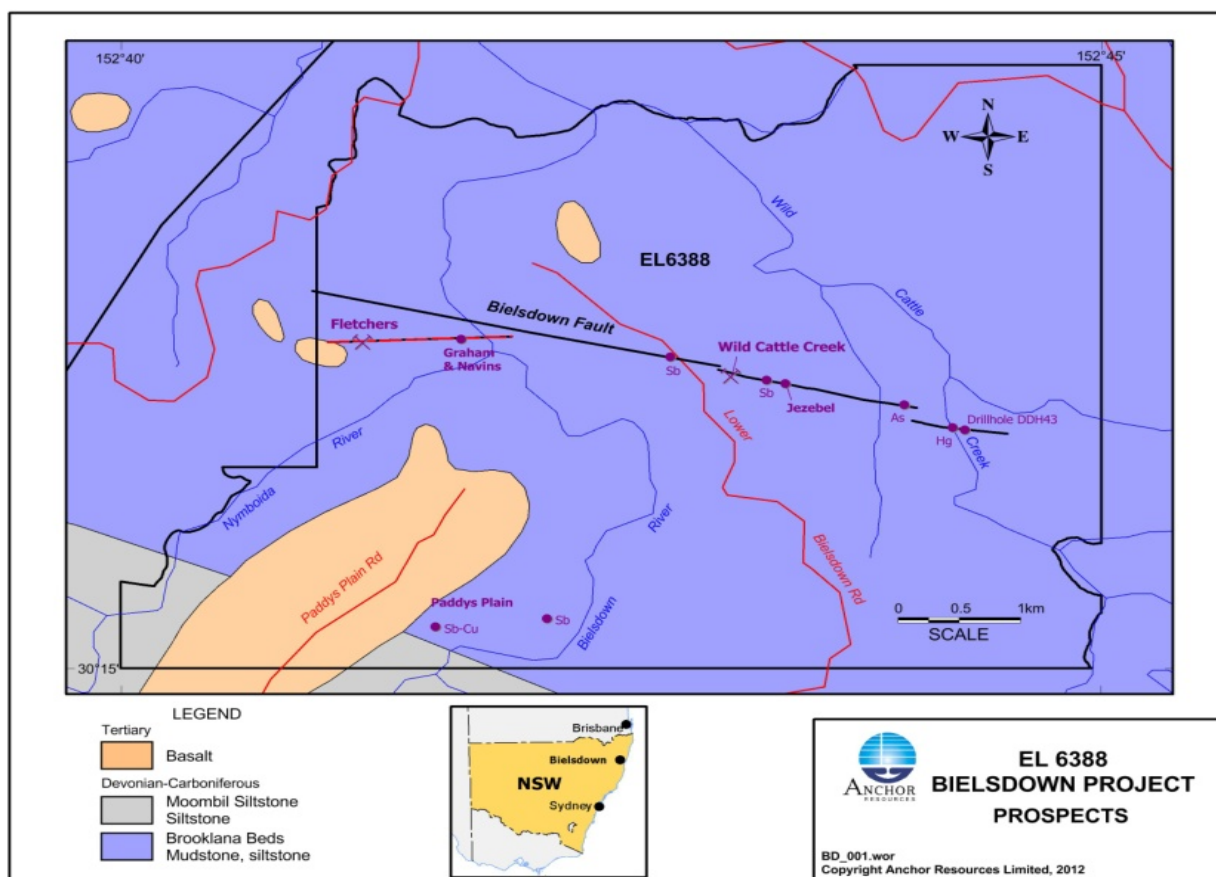 152°40'
152°45'
N
W E
S
Wild
EL6388
Cattle
Bielsdown Fault
Fletchers
Graham
& Navins
Wild Cattle Creek
Sb
Sb
Jezebel
Lower
As
Drillhole DDH43
Hg
Creek
River
Nymboida
River
Paddys Plain Rd
Bielsdown Rd
Paddys Plain
Sb
Sb-Cu
Bielsdown
0 0.5 1km
SCALE
30°15'
LEGEND
Tertiary
Basalt
Devonian-Carboniferous
Moombil Siltstone
Siltstone
Brooklana Beds
Mudstone, siltstone
Brisbane
Bielsdown
NSW
Sydney
ANCHOR
RESOURCES
EL 6388
BIELSDOWN PROJECT
PROSPECTS
BD_001.wor
Copyright Anchor Resources Limited, 2012